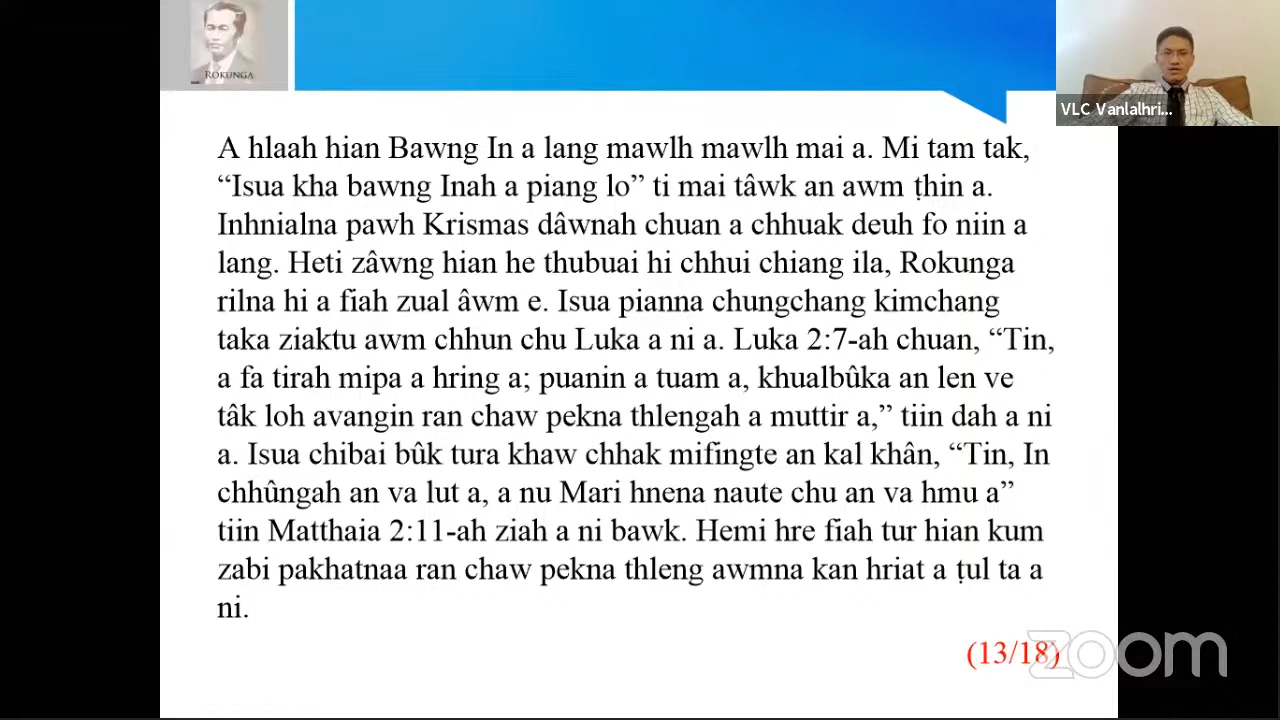 ROKUNGA
VLC Vanlalhri...
A hlaah hian Bawng In a lang mawlh mawlh mai a. Mi tam tak,
“Isua kha bawng Inah a piang lo” ti mai tâwk an awm ṭhin a.
Inhnialna pawh Krismas dâwnah chuan a chhuak deuh fo niin a
lang. Heti zâwng hian he thubuai hi chhui chiang ila, Rokunga
rilna hi a fiah zual âwm e. Isua pianna chungchang kimchang
taka ziaktu awm chhun chu Luka a ni a. Luka 2:7-ah chuan, “Tin,
a fa tirah mipa a hring a; puanin a tuam a, khualbûka an len ve
tâk loh avangin ran chaw pekna thlengah a muttir a,” tiin dah a ni
a. Isua chibai bûk tura khaw chhak mifingte an kal khân, “Tin, In
chhûngah an va lut a, a nu Mari hnena naute chu an va hmu a”
tiin Matthaia 2:11-ah ziah a ni bawk. Hemi hre fiah tur hian kum
zabi pakhatnaa ran chaw pekna thleng awmna kan hriat a ṭul ta a
ni.
(13/18)
zoom